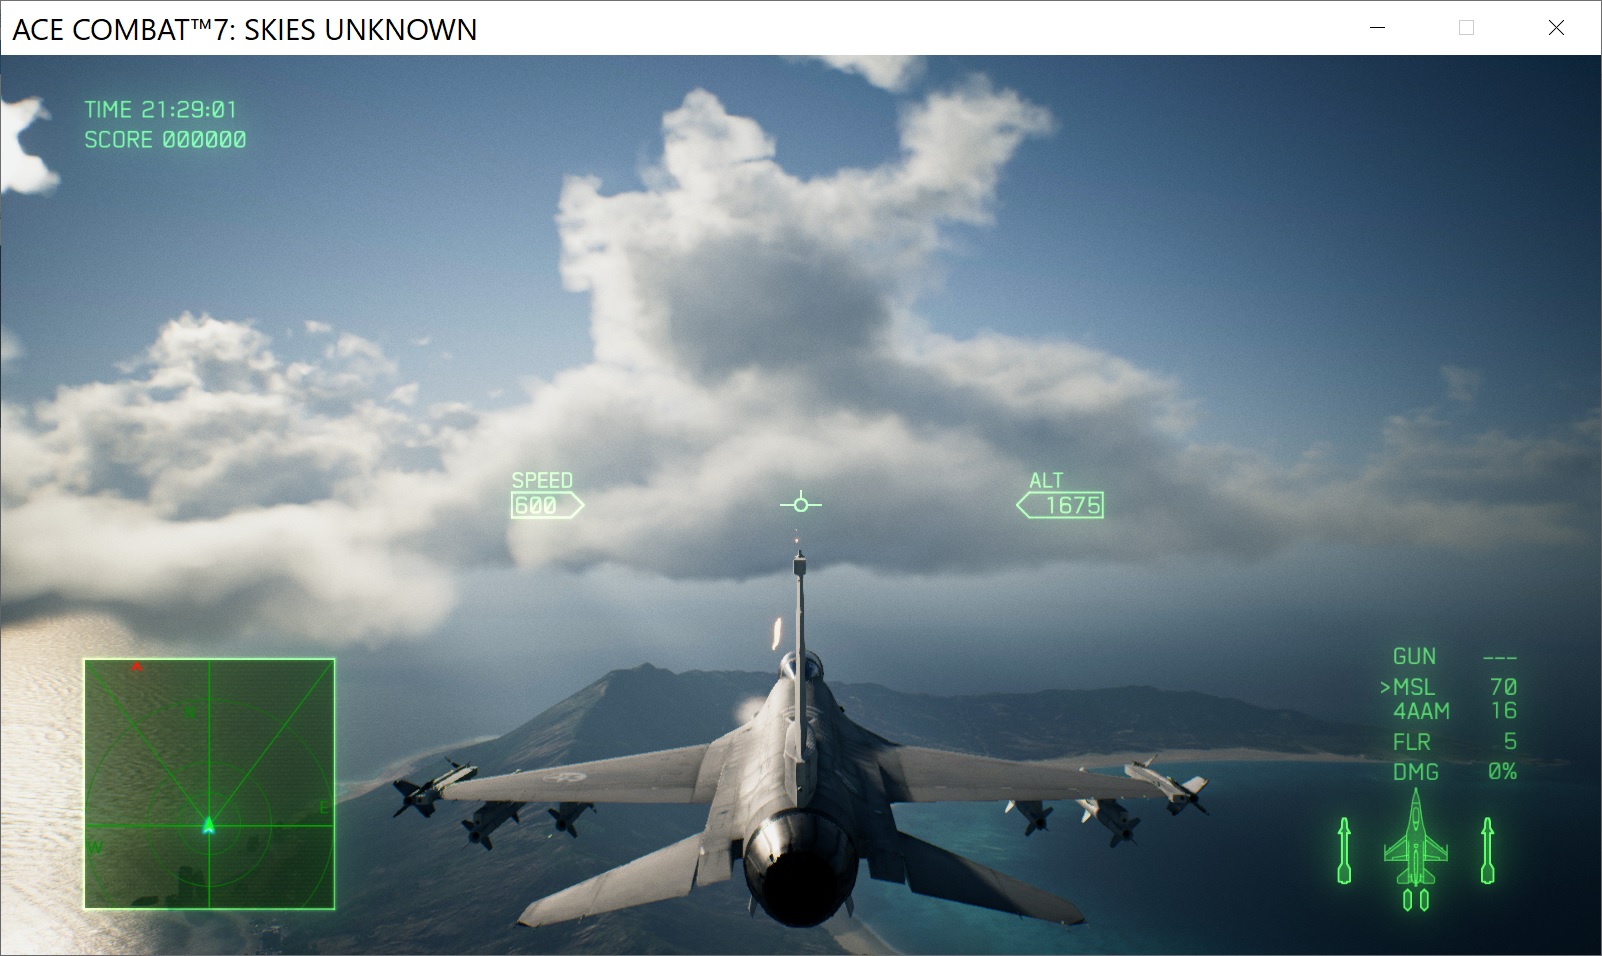 ACE COMBAT™7: SKIES UNKNOWN
TIME 21:29:01
SCORE 000000
SPEED
600
ALT
1675
GUN ---
>MSL 70
4AAM 16
FLR 5
DMG 0%
N
E
W